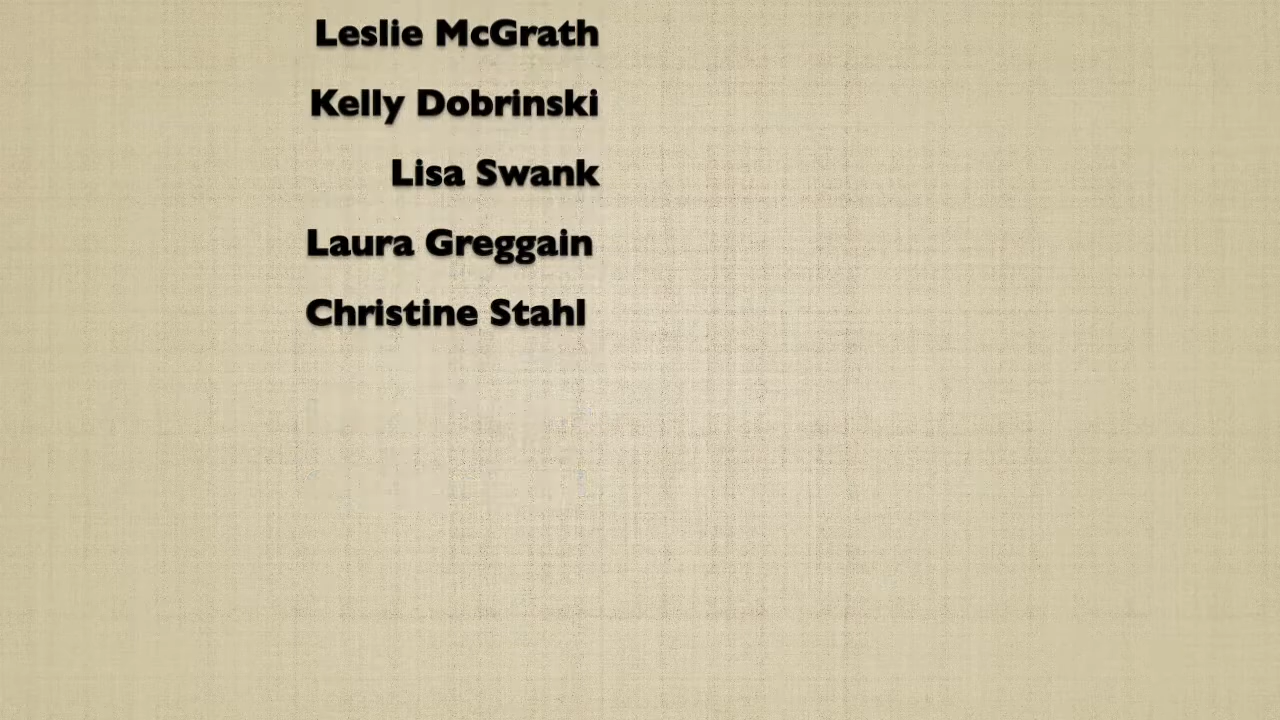 Leslie McGrath
Kelly Dobrinski
Lisa Swank
Laura Greggain
Christine Stahl